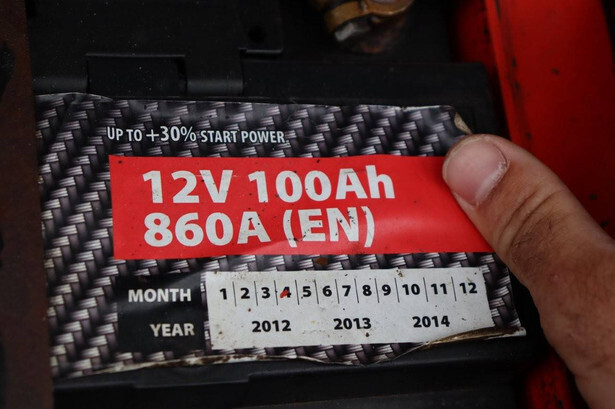 UP TO +30% START POWER
12V 100Ah
860A (EN)
MONTH 1 2 3 4 5 6 7 8 9 10 11 12
YEAR 2012 2013 2014